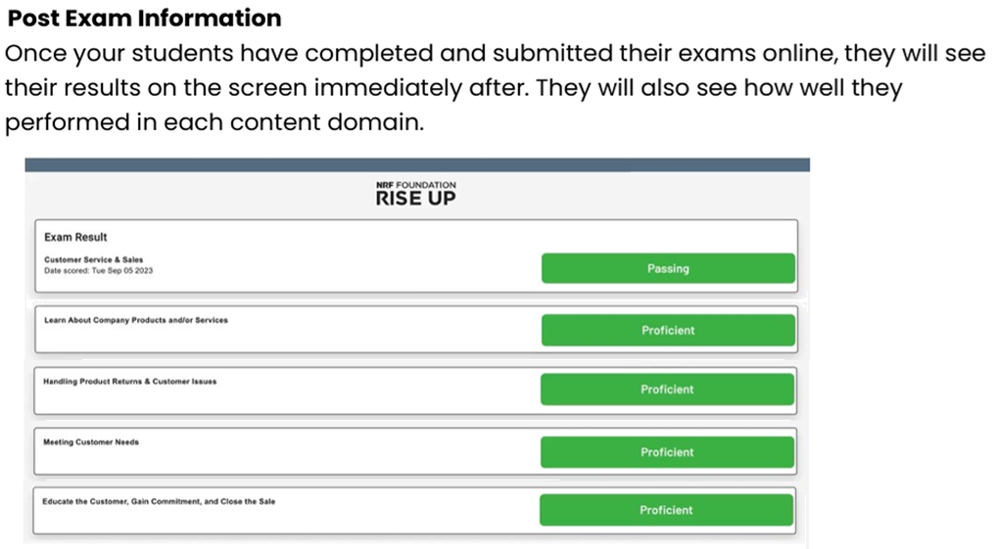 Post Exam Information
Once your students have completed and submitted their exams online, they will see
their results on the screen immediately after. They will also see how well they
performed in each content domain.
NRF FOUNDATION
RISE UP
Exam Result
Customer Service & Sales
Date scored: Tue Sep 05 2023
Passing
Learn About Company Products and/or Services
Proficient
Handling Product Returns & Customer Issues
Proficient
Meeting Customer Needs
Proficient
Educate the Customer, Gain Commitment, and Close the Sale
Proficient